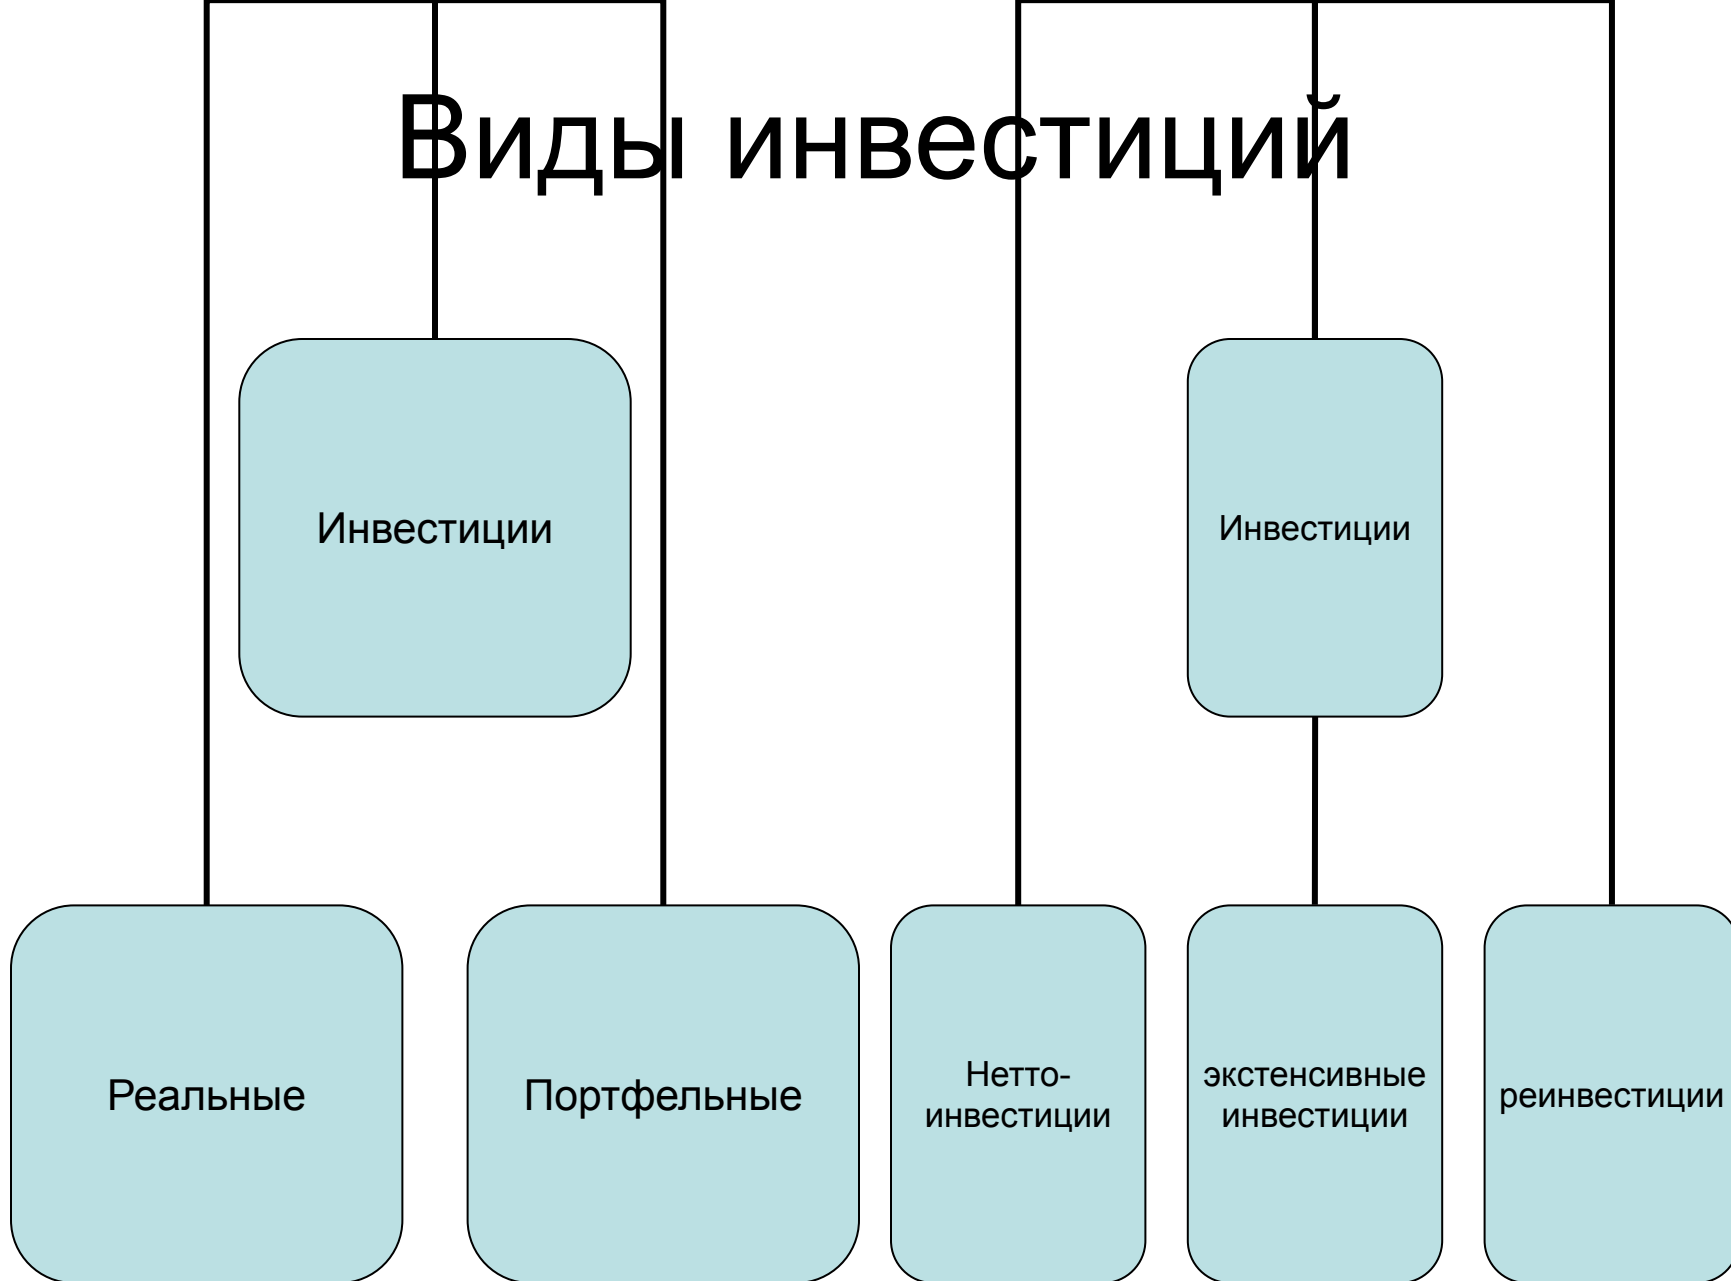 Виды инвестиций
Инвестиции
Инвестиции
Реальные
Портфельные
Нетто-
инвестиции
экстенсивные
инвестиции
реинвестиции